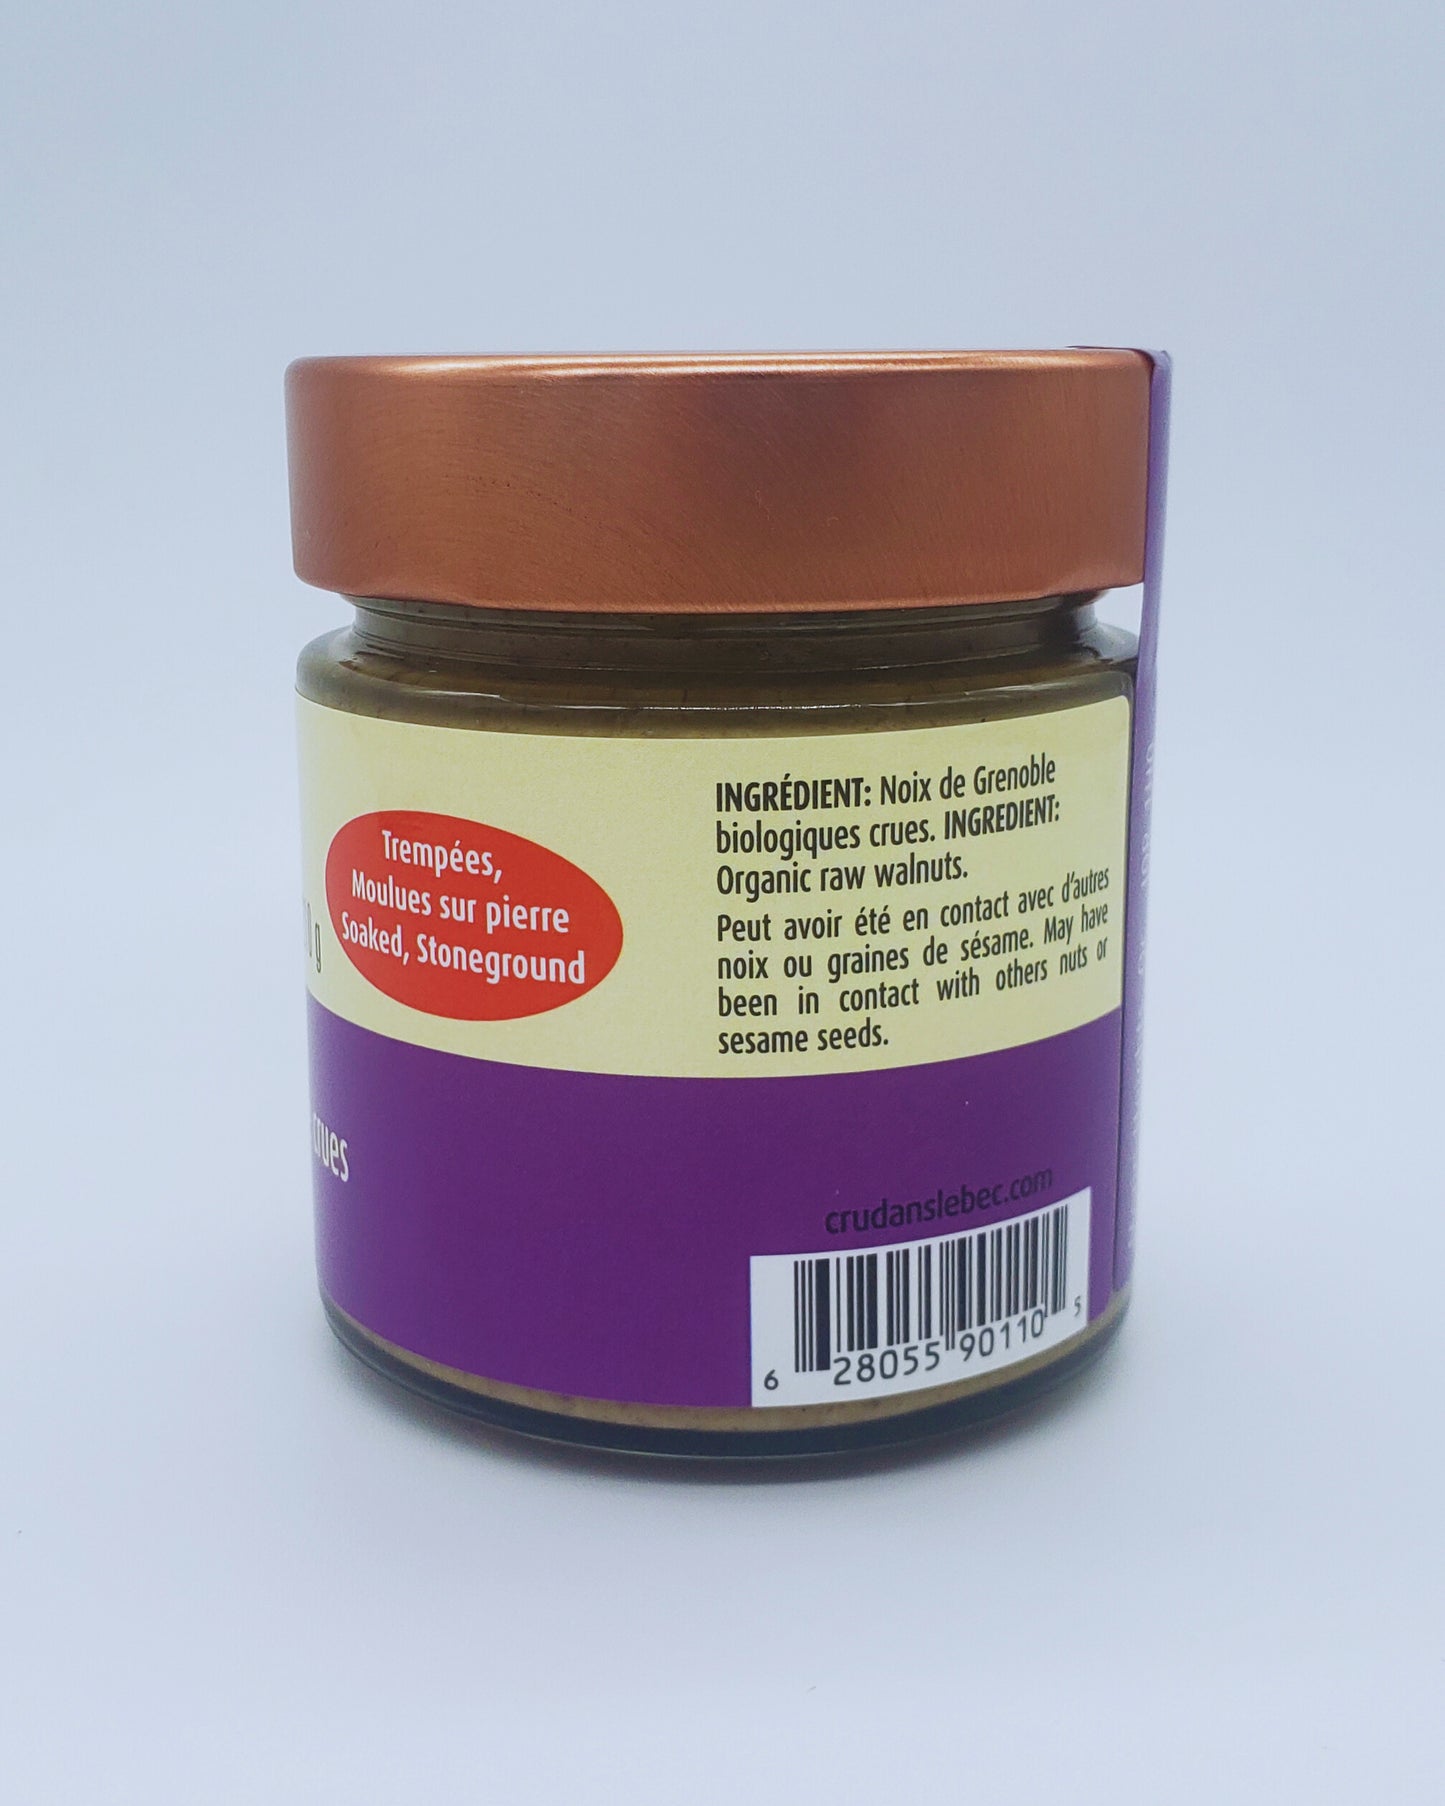 Trempées,
Moulues sur pierre
Soaked, Stoneground
g
crues
INGRÉDIENT: Noix de Grenoble
biologiques crues. INGREDIENT:
Organic raw walnuts.
Peut avoir été en contact avec d'autres
noix ou graines de sésame. May have
been in contact with others nuts or
sesame seeds.
crudanslebec.com
6 28055 90110 5